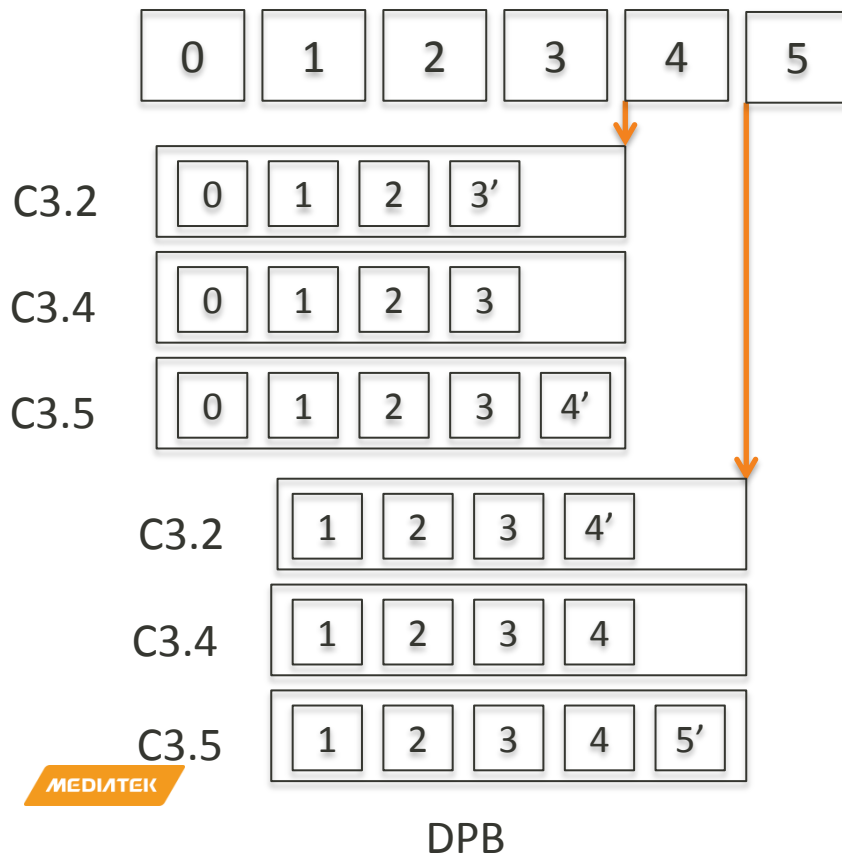 0 1 2 3 4 5
C3.2 0 1 2 3’
C3.4 0 1 2 3
C3.5 0 1 2 3 4’
C3.2 1 2 3 4’
C3.4 1 2 3 4
C3.5 1 2 3 4 5’
MEDIATEK
DPB